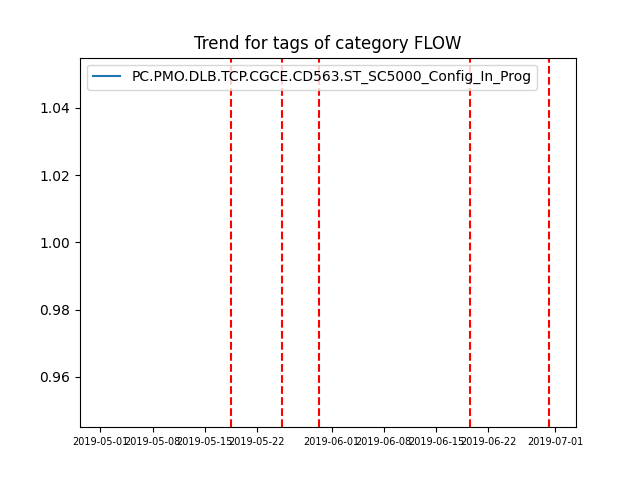 Trend for tags of category FLOW
PC.PMO.DLB.TCP.CGCE.CD563.ST_SC5000_Config_In_Prog
1.04
1.02
1.00
0.98
0.96
2019-05-01 2019-05-08 2019-05-15 2019-05-22 2019-06-01 2019-06-08 2019-06-15 2019-06-22 2019-07-01